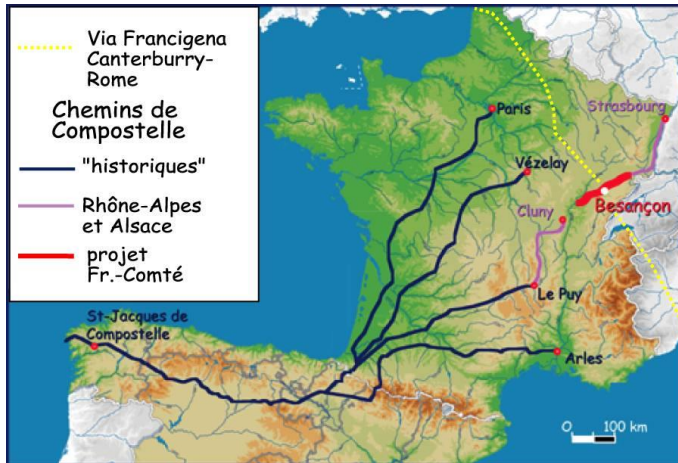 Via Francigena
Canterburry-
Rome
Chemins de
Compostelle
"historiques"
Rhône-Alpes
et Alsace
projet
Fr.-Comté
Paris
Strasbourg
Vézelay
Besançon
Cluny
Le Puy
St-Jacques de
Compostelle
Arles
0 100 km